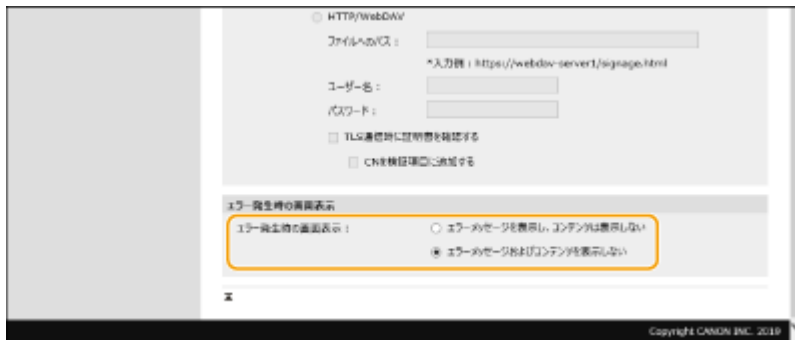 HTTP/WebDAV
ファイルへのパス :
*入力例 : https://webdav-server1/signage.html
ユーザー名 :
パスワード :
TLS通信時に証明書を確認する
CNを検証項目に追加する
エラー発生時の画面表示
エラー発生時の画面表示 :
エラーメッセージを表示し、コンテンツは表示しない
エラーメッセージおよびコンテンツを表示しない
Copyright CANON INC. 2019